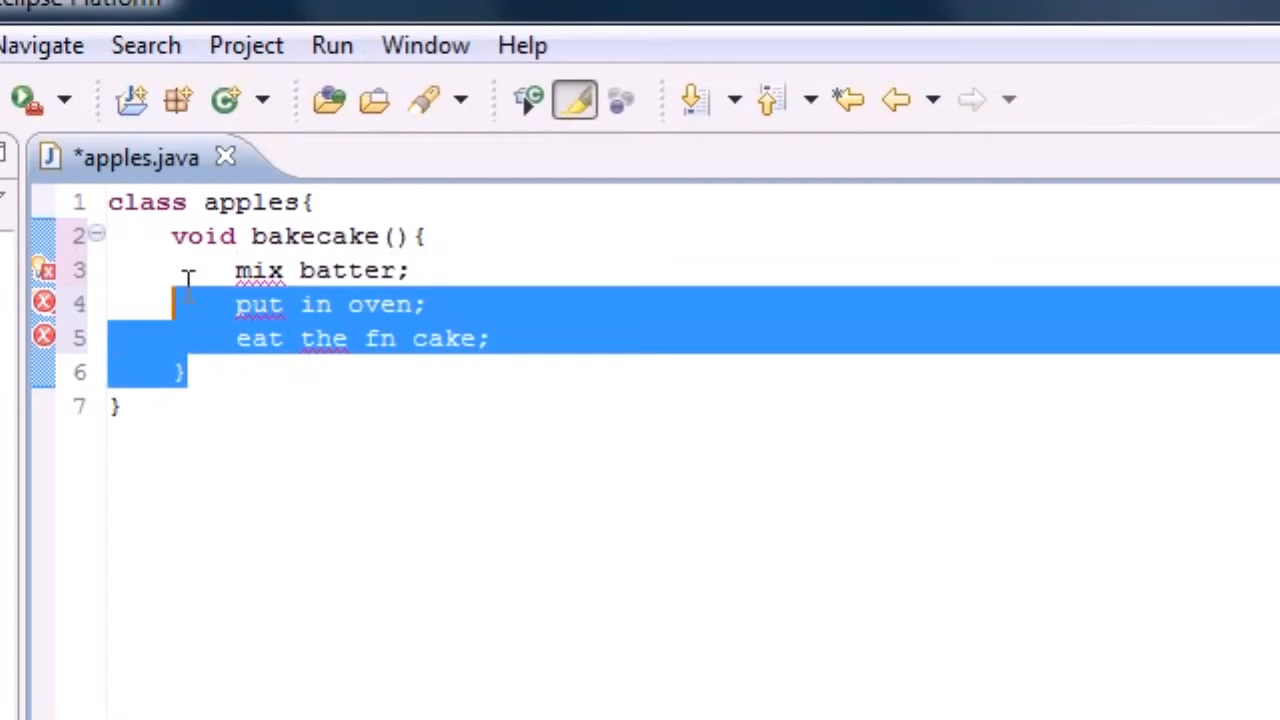 Navigate Search Project Run Window Help
*apples.java
1 class apples{
2 void bakecake(){
3 mix batter;
4 put in oven;
5 eat the fn cake;
6 }
7 }